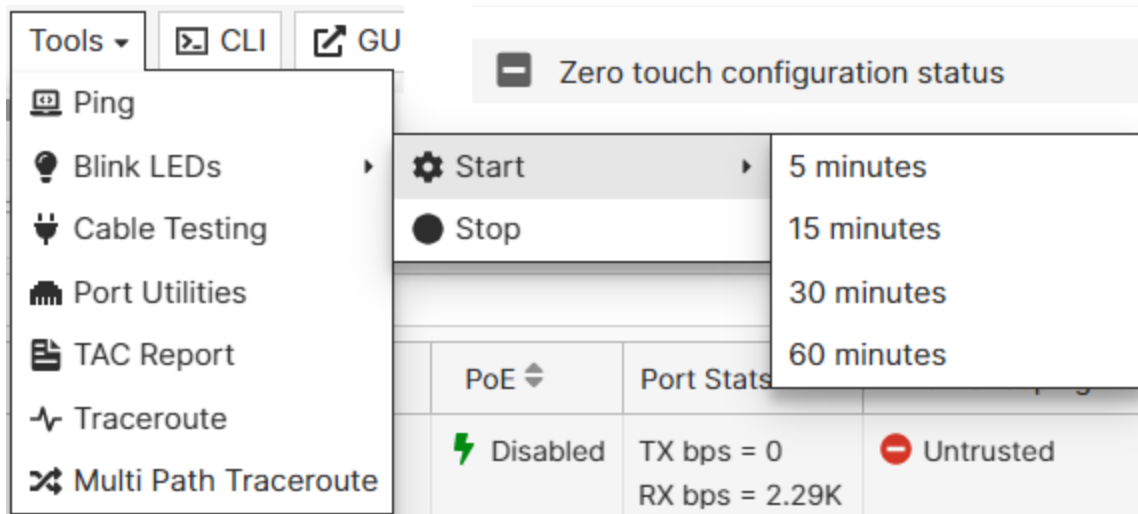 Tools
CLI
GU
Zero touch configuration status
Ping
Blink LEDs
Start
5 minutes
Cable Testing
Stop
15 minutes
Port Utilities
30 minutes
TAC Report
60 minutes
PoE
Port Stats
Traceroute
Disabled
TX bps = 0
Untrusted
Multi Path Traceroute
RX bps = 2.29K